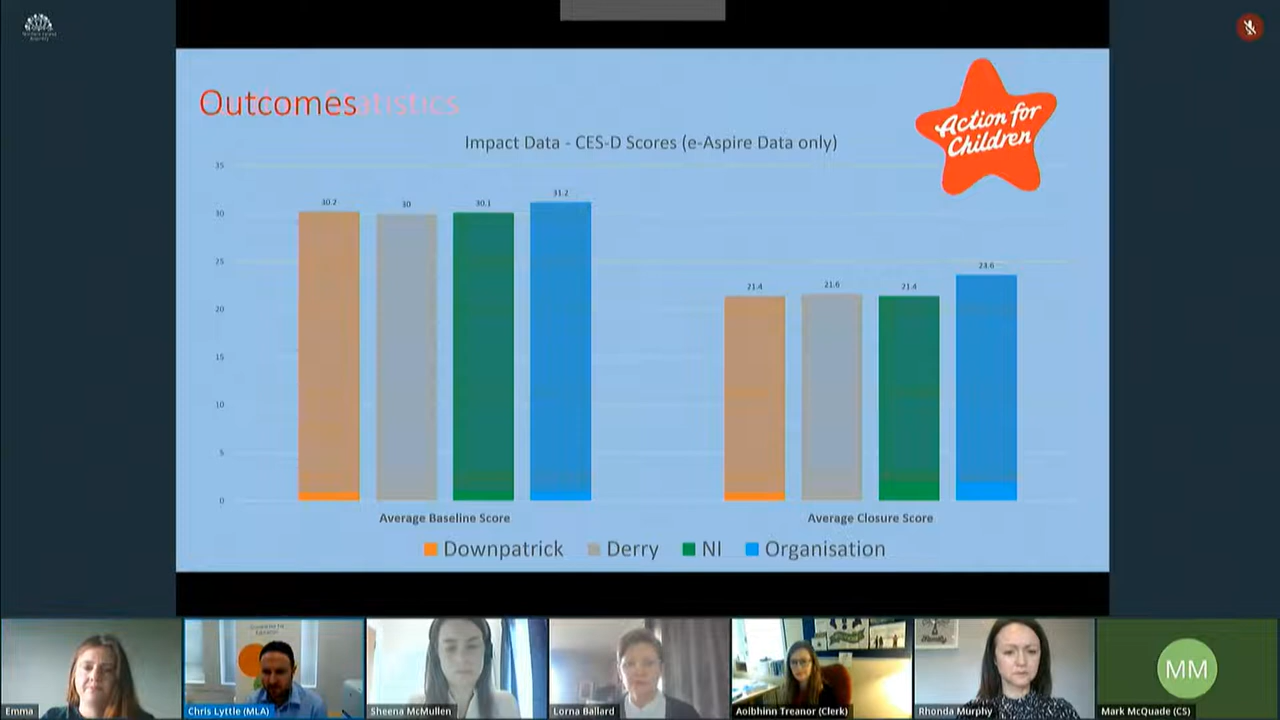 Outcomes
Action for
Children
Impact Data - CES-D Scores (e-Aspire Data only)
35
30
25
20
15
10
5
0
30.2
30
30.1
31.2
21.4
21.6
21.4
23.6
Average Baseline Score
Average Closure Score
Downpatrick
Derry
NI
Organisation
Emma
Chris Lyttle (MLA)
Sheena McMullen
Lorna Ballard
Aoibhinn Treanor (Clerk)
Rhonda Murphy
MM
Mark McQuade (CS)